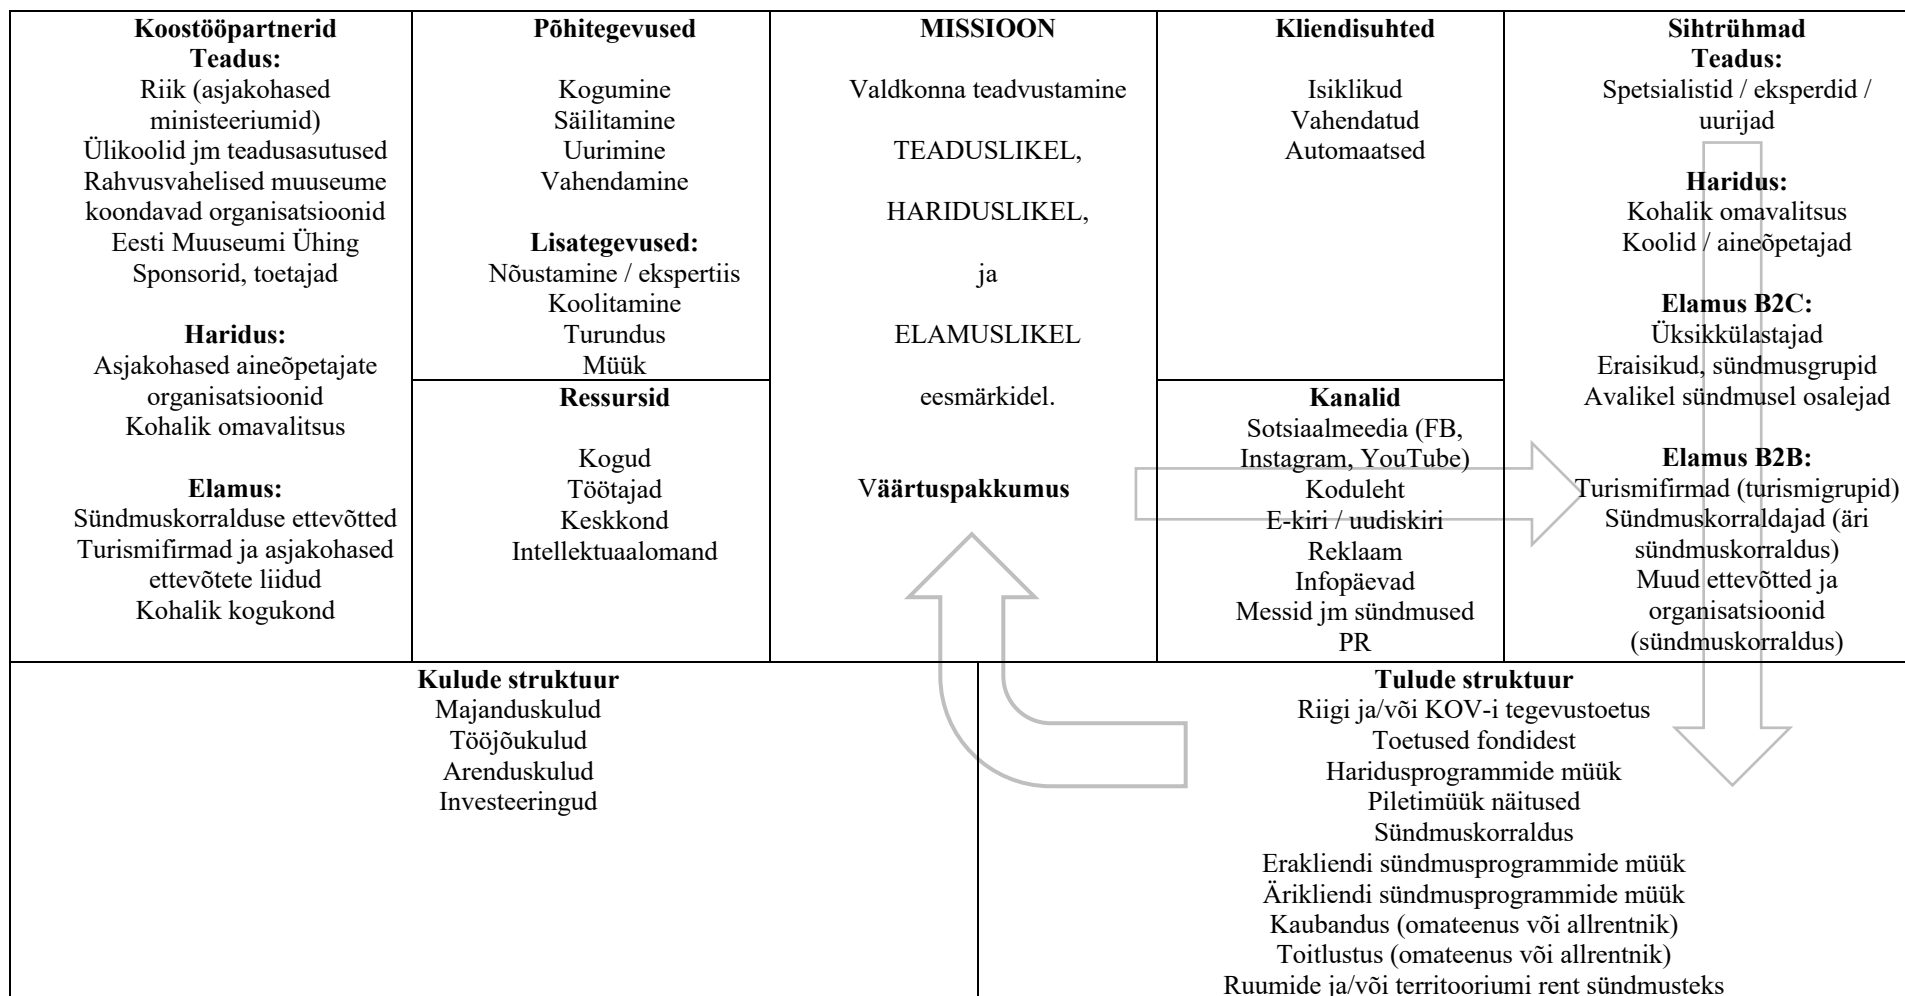 Koostööpartnerid
Teadus:
Riik (asjakohased
ministeeriumid)
Ülikoolid jm teadusasutused
Rahvusvahelised muuseume
koondavad organisatsioonid
Eesti Muuseumi Ühing
Sponsorid, toetajad
Haridus:
Asjakohased aineõpetajate
organisatsioonid
Kohalik omavalitsus
Elamus:
Sündmuskorralduse ettevõtted
Turismifirmad ja asjakohased
ettevõtete liidud
Kohalik kogukond
Põhitegevused
Kogumine
Säilitamine
Uurimine
Vahendamine
Lisategevused:
Nõustamine / ekspertiis
Koolitamine
Turundus
Müük
Ressursid
Kogud
Töötajad
Keskkond
Intellektuaalomand
MISSIOON
Valdkonna teadvustamine
TEADUSLIKEL,
HARIDUSLIKEL,
ja
ELAMUSLIKEL
eesmärkidel.
Väärtuspakkumus
Kliendisuhted
Isiklikud
Vahendatud
Automaatsed
Kanalid
Sotsiaalmeedia (FB,
Instagram, YouTube)
Koduleht
E-kiri / uudiskiri
Reklaam
Infopäevad
Messid jm sündmused
PR
Sihtrühmad
Teadus:
Spetsialistid / eksperdid /
uurijad
Haridus:
Kohalik omavalitsus
Koolid / aineõpetajad
Elamus B2C:
Üksikkülastajad
Eraisikud, sündmusgrupid
Avalikel sündmusel osalejad
Elamus B2B:
Turismifirmad (turismigrupid)
Sündmuskorraldajad (äri
sündmuskorraldus)
Muud ettevõtted ja
organisatsioonid
(sündmuskorraldus)
Kulude struktuur
Majanduskulud
Tööjõukulud
Arenduskulud
Investeeringud
Tulude struktuur
Riigi ja/või KOV-i tegevustoetus
Toetused fondidest
Haridusprogrammide müük
Piletimüük näitused
Sündmuskorraldus
Erakliendi sündmusprogrammide müük
Ärikliendi sündmusprogrammide müük
Kaubandus (omateenus või allrentnik)
Toitlustus (omateenus või allrentnik)
Ruumide ja/või territooriumi rent sündmusteks